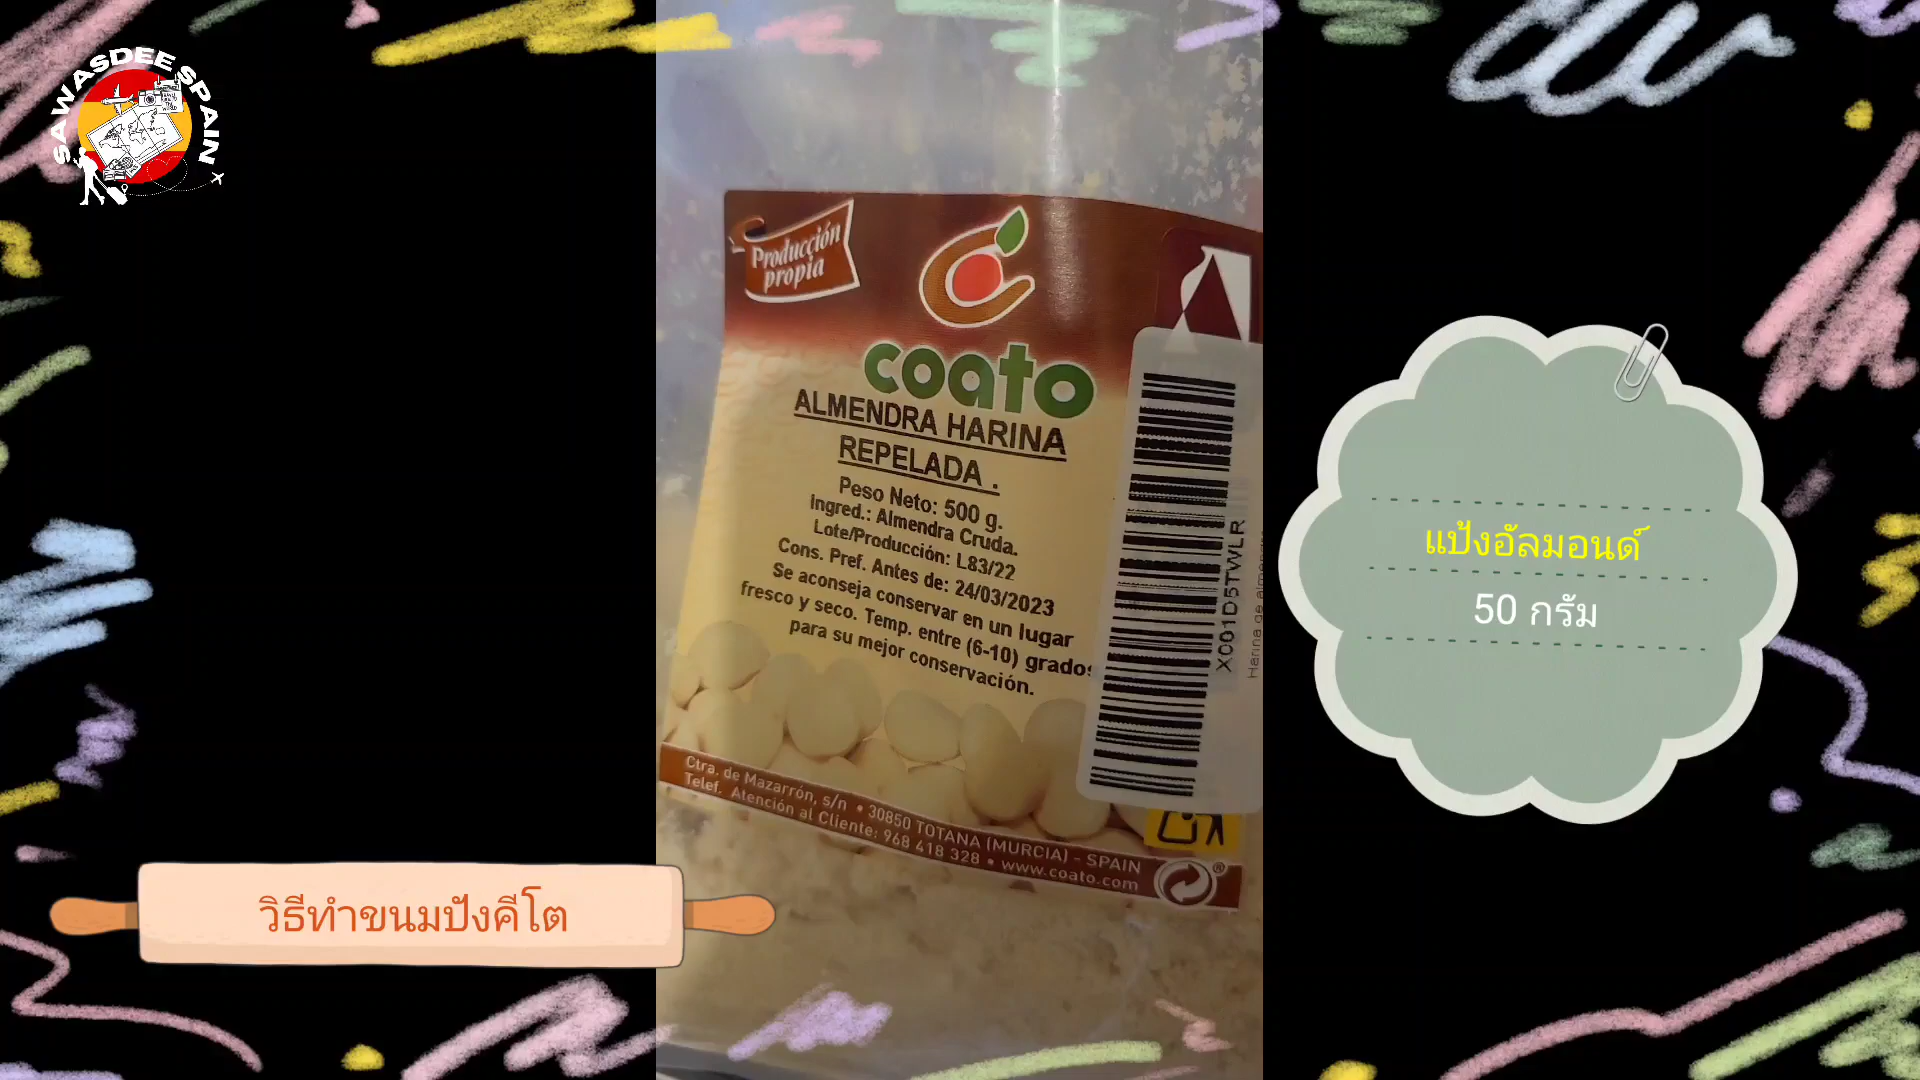 SAWASDEE SPAIN
Producción
propia
coato
ALMENDRA HARINA
REPELADA .
Peso Neto: 500 g.
Ingred.: Almendra Cruda.
Lote/Producción: L83/22
Cons. Pref. Antes de: 24/03/2023
Se aconseja conservar en un lugar
fresco y seco. Temp. entre (6-10) grados
para su mejor conservación.
X001D5TWLR
Harina de
Ctra. de Mazarrón, s/n • 30850 TOTANA (MURCIA) - SPAIN
Telef. Atención al Cliente: 968 418 328 • www.coato.com
แป้งอัลมอนด์
50 กรัม
วิธีทำขนมปังคีโต